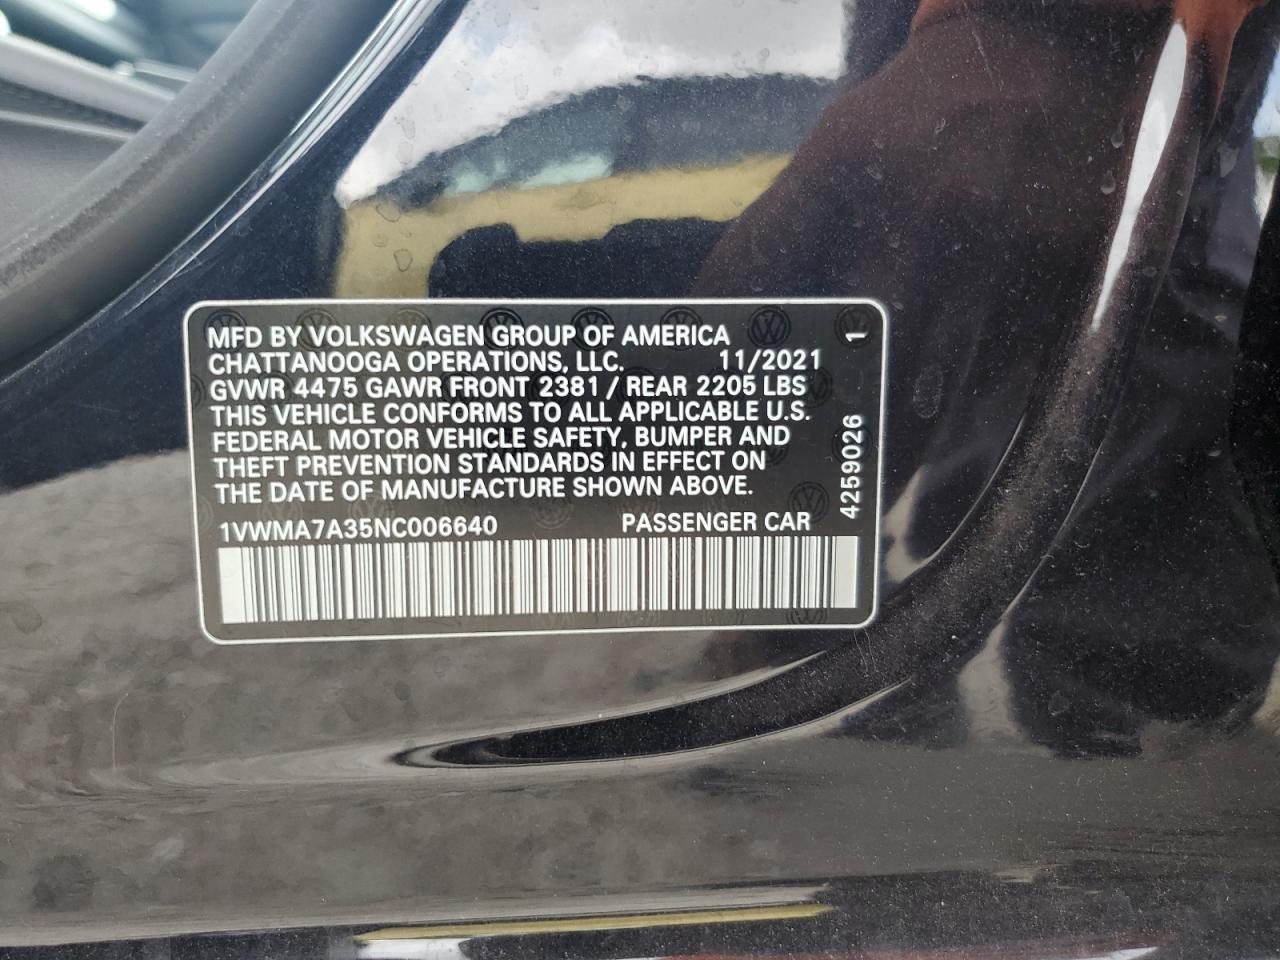 MFD BY VOLKSWAGEN GROUP OF AMERICA
CHATTANOOGA OPERATIONS, LLC. 11/2021
GVWR 4475 GAWR FRONT 2381 / REAR 2205 LBS
THIS VEHICLE CONFORMS TO ALL APPLICABLE U.S.
FEDERAL MOTOR VEHICLE SAFETY, BUMPER AND
THEFT PREVENTION STANDARDS IN EFFECT ON
THE DATE OF MANUFACTURE SHOWN ABOVE.
1VWMA7A35NC006640 PASSENGER CAR
4259026 1